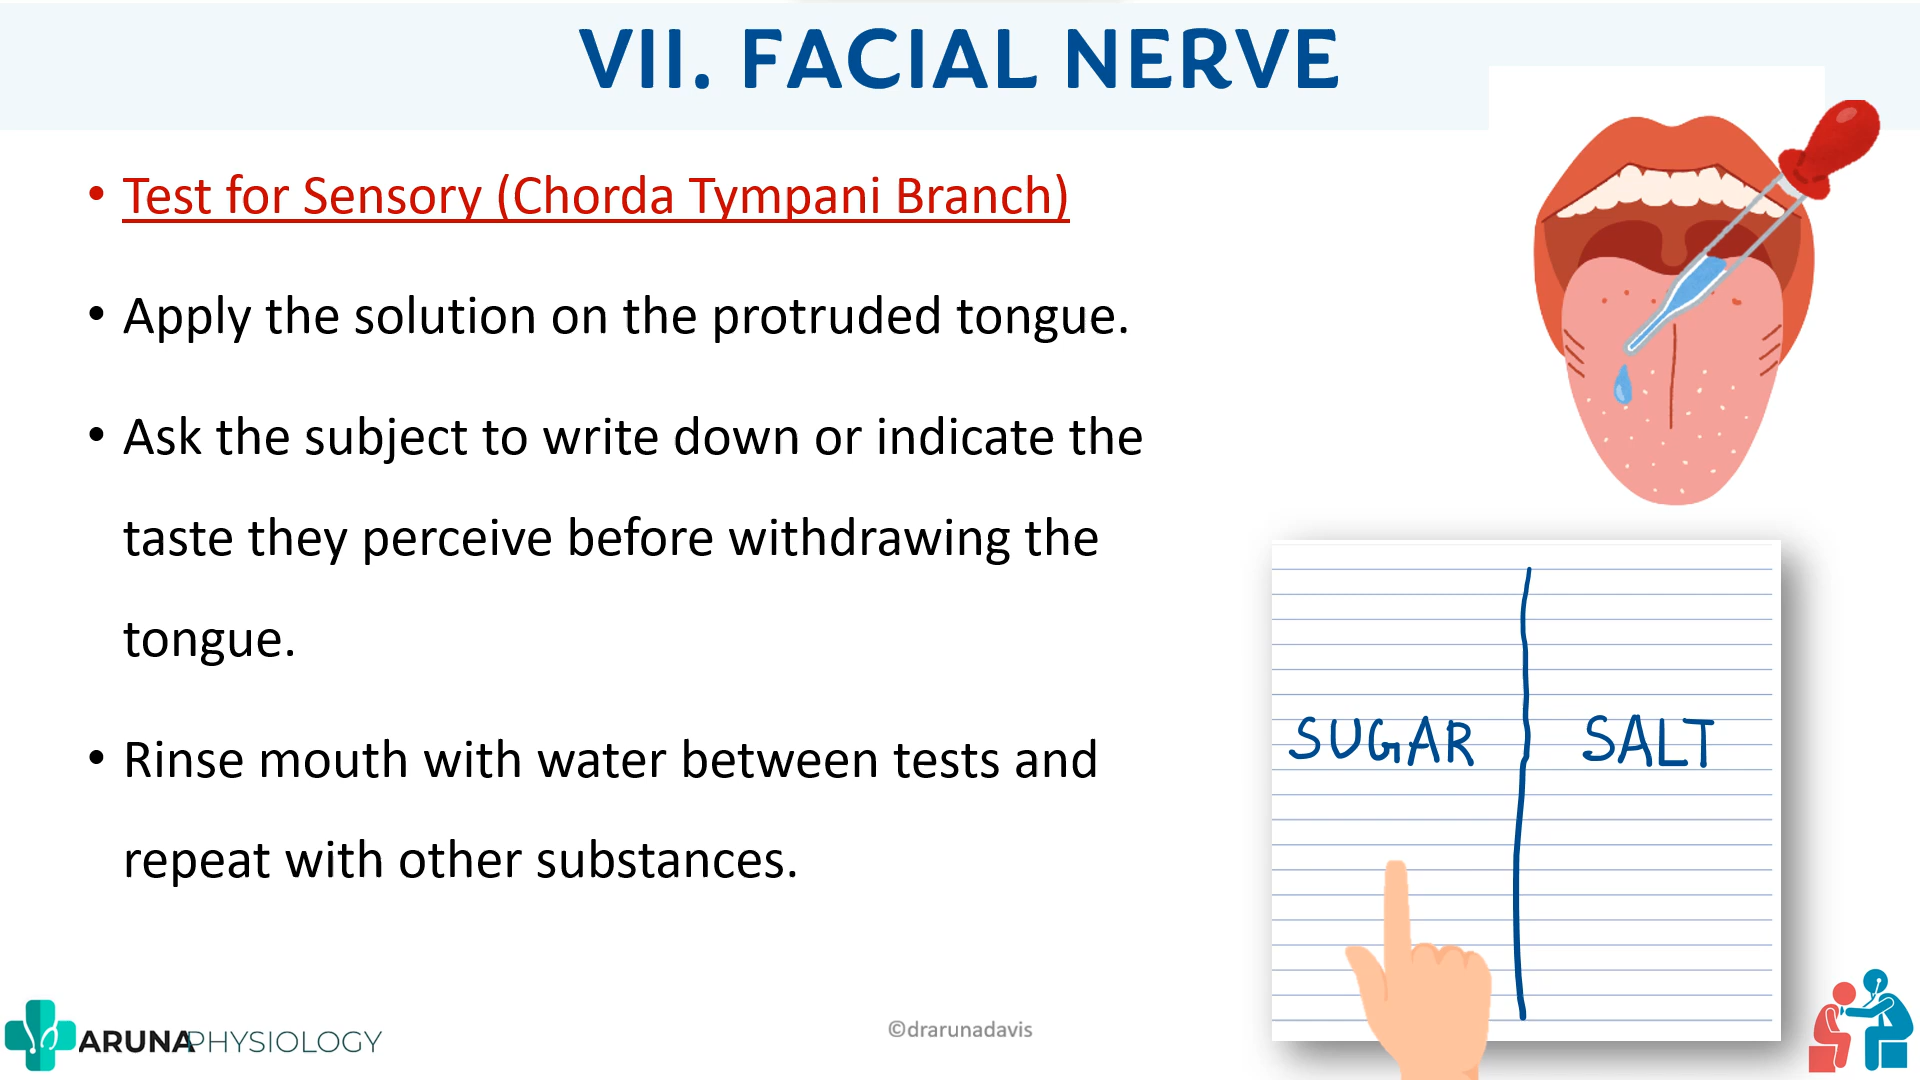 VII. FACIAL NERVE
• Test for Sensory (Chorda Tympani Branch)
• Apply the solution on the protruded tongue.
• Ask the subject to write down or indicate the
taste they perceive before withdrawing the
tongue.
• Rinse mouth with water between tests and
repeat with other substances.
SUGAR SALT
ARUNAPHYSIOLOGY
©drarunadavis